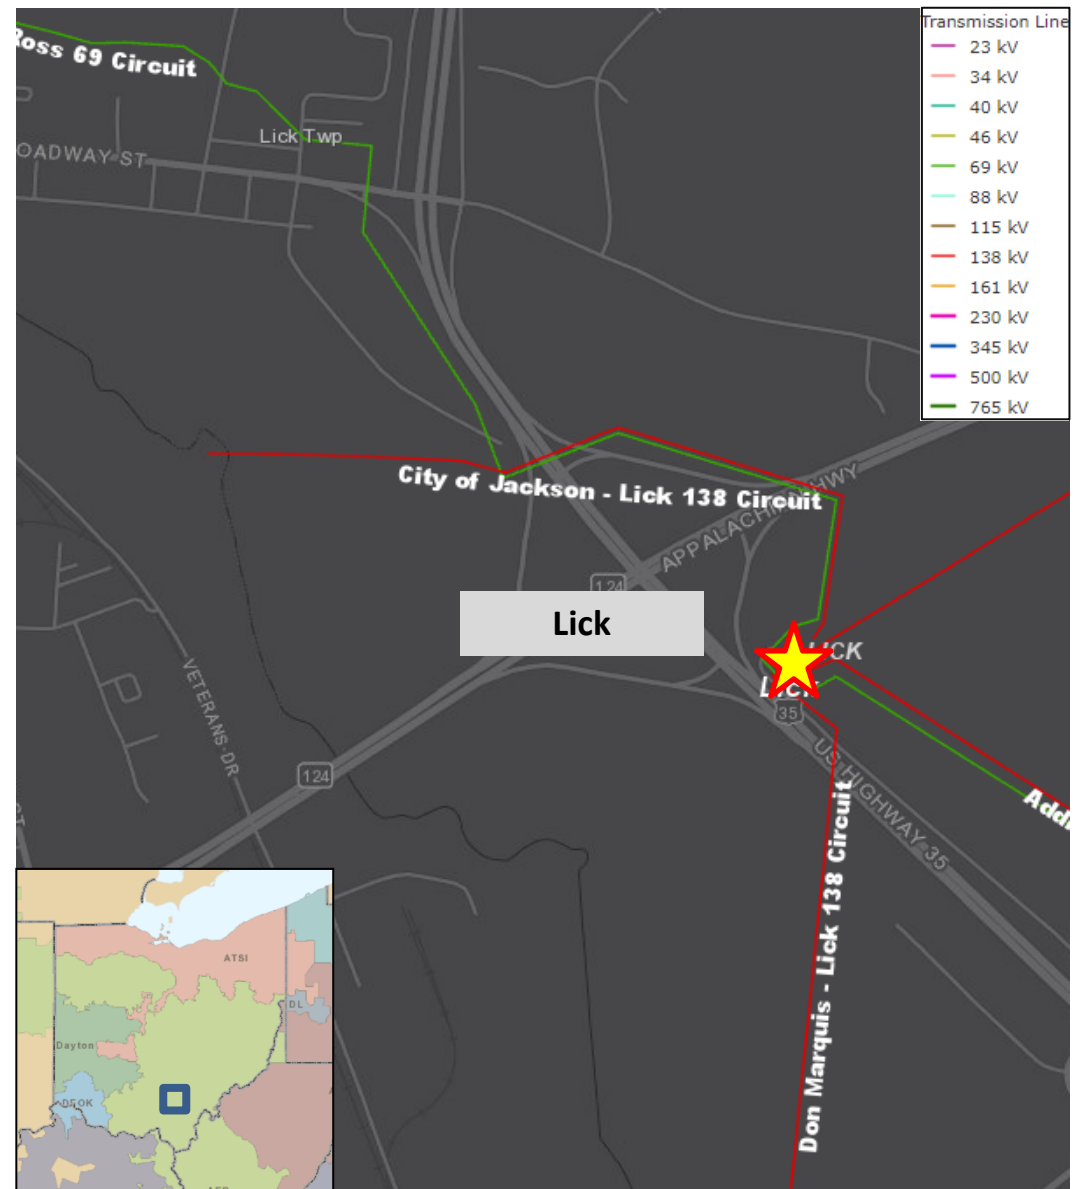 Ross 69 Circuit
Transmission Line
23 kV
34 kV
40 kV
46 kV
69 kV
88 kV
115 kV
138 kV
161 kV
230 kV
345 kV
500 kV
765 kV
Lick Twp
OADWAY ST
City of Jackson - Lick 138 Circuit
APPALACHIAN HWY
124
Lick
LICK
Lick
35
US HIGHWAY 35
VETERANS DR
124
Addi
Don Marquis - Lick 138 Circuit
ATSI
DL
Dayton
DEOK